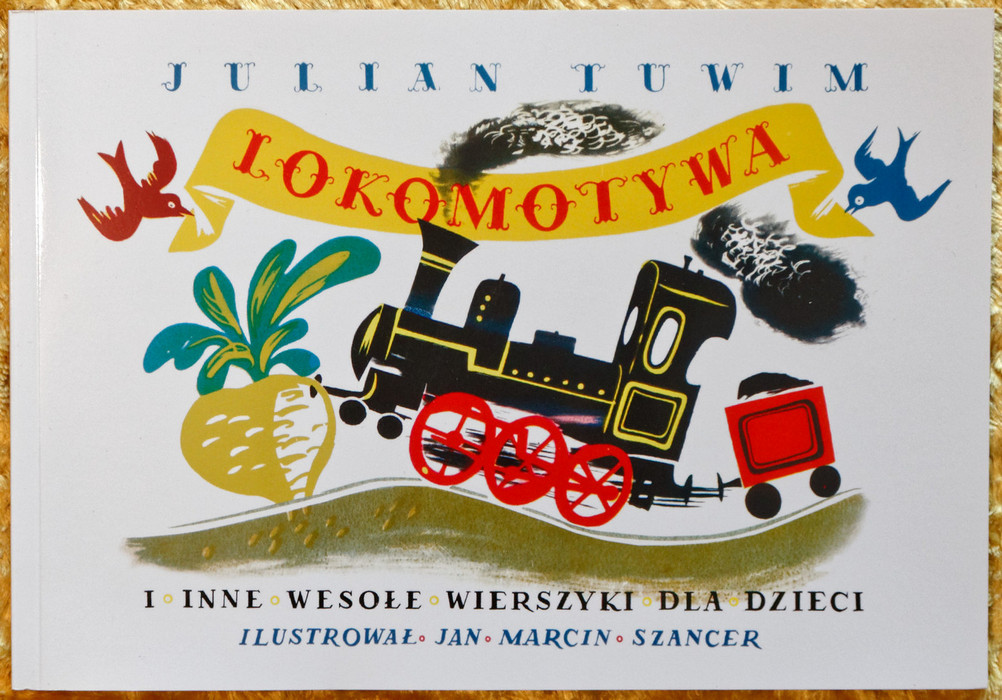 JULIAN TUWIM
LOKOMOTYWA
I INNE WESOŁE WIERSZYKI DLA DZIECI
ILUSTROWAŁ JAN MARCIN SZANCER